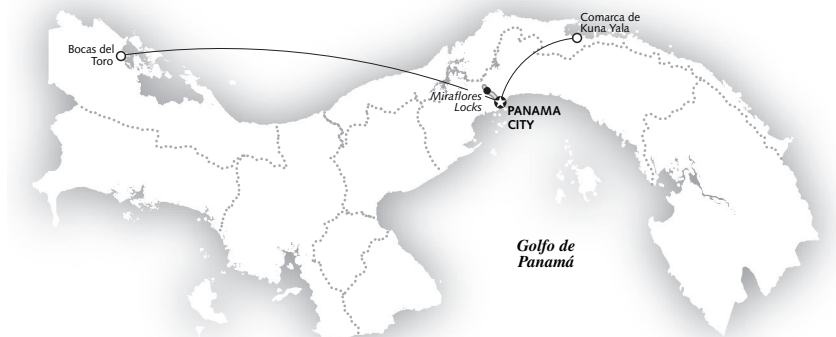 Comarca de
Kuna Yala
Bocas del
Toro
Miraflores
Locks
PANAMA
CITY
Golfo de
Panamá